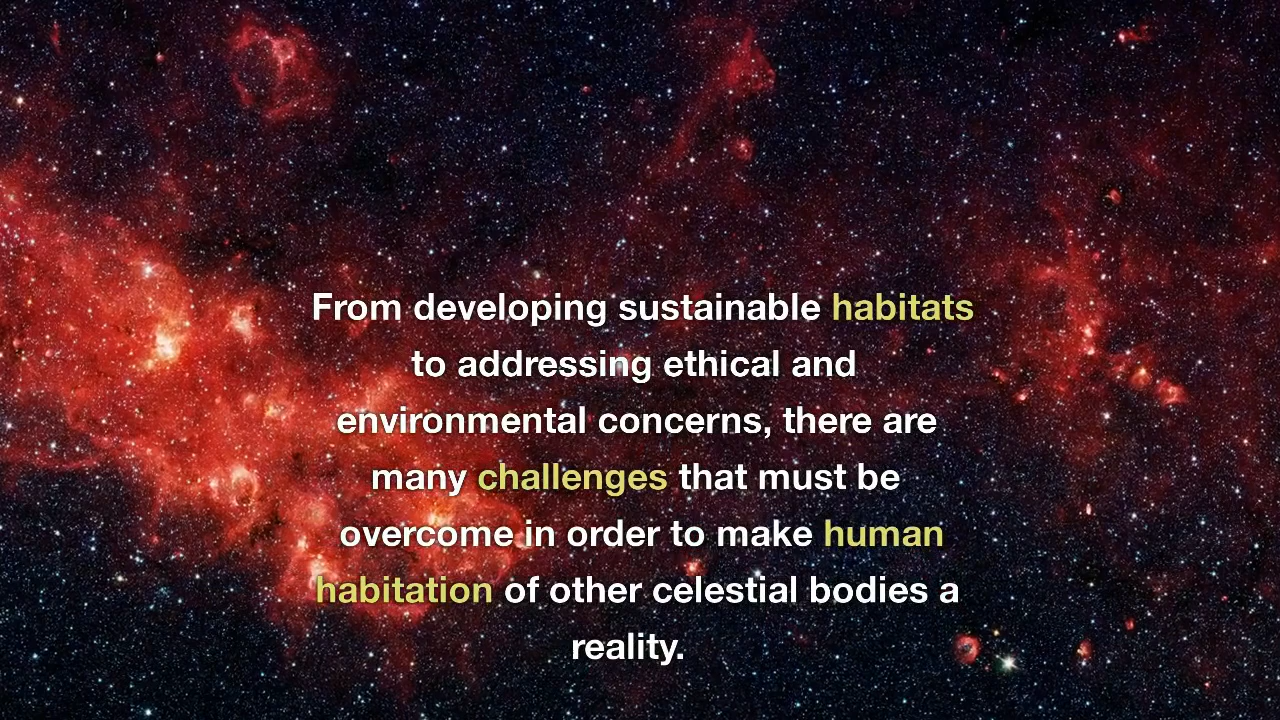 From developing sustainable habitats
to addressing ethical and
environmental concerns, there are
many challenges that must be
overcome in order to make human
habitation of other celestial bodies a
reality.